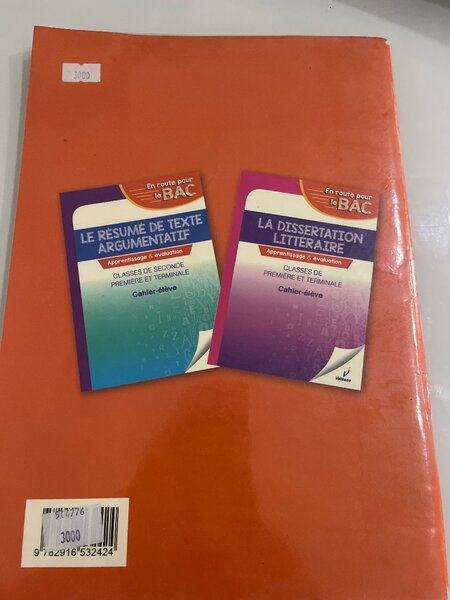 3000
En route pour
le BAC
LE RÉSUMÉ DE TEXTE
ARGUMENTATIF
Apprentissage & évaluation
CLASSES DE SECONDE
PREMIÈRE ET TERMINALE
Cahier-élève
En route pour
le BAC
LA DISSERTATION
LITTÉRAIRE
Apprentissage & évaluation
CLASSES DE
PREMIÈRE ET TERMINALE
Cahier-élève
3000
9 782916 532424